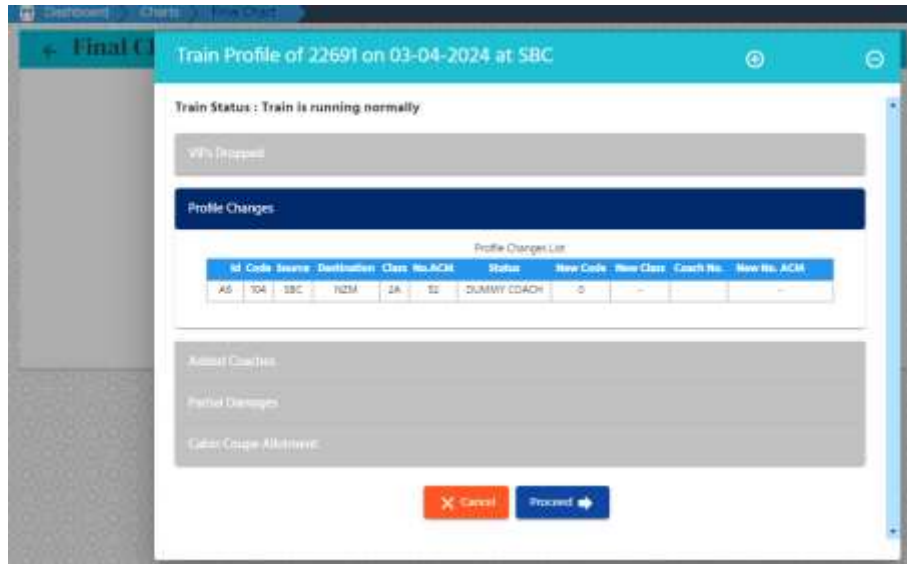 Dashboard Charts Final Chart
← Final Cl
Train Profile of 22691 on 03-04-2024 at SBC
Train Status : Train is running normally
VIPs Dropped
Profile Changes
Profile Changes List
Id Code Source Destination Class No.ACM Status New Code New Class Coach No. New No. ACM
A6 10A SBC NZM 2A 52 DUMMY COACH 0 - -
Added Coaches
Partial Damages
Cabin Coupe Allotment
X Cancel Proceed